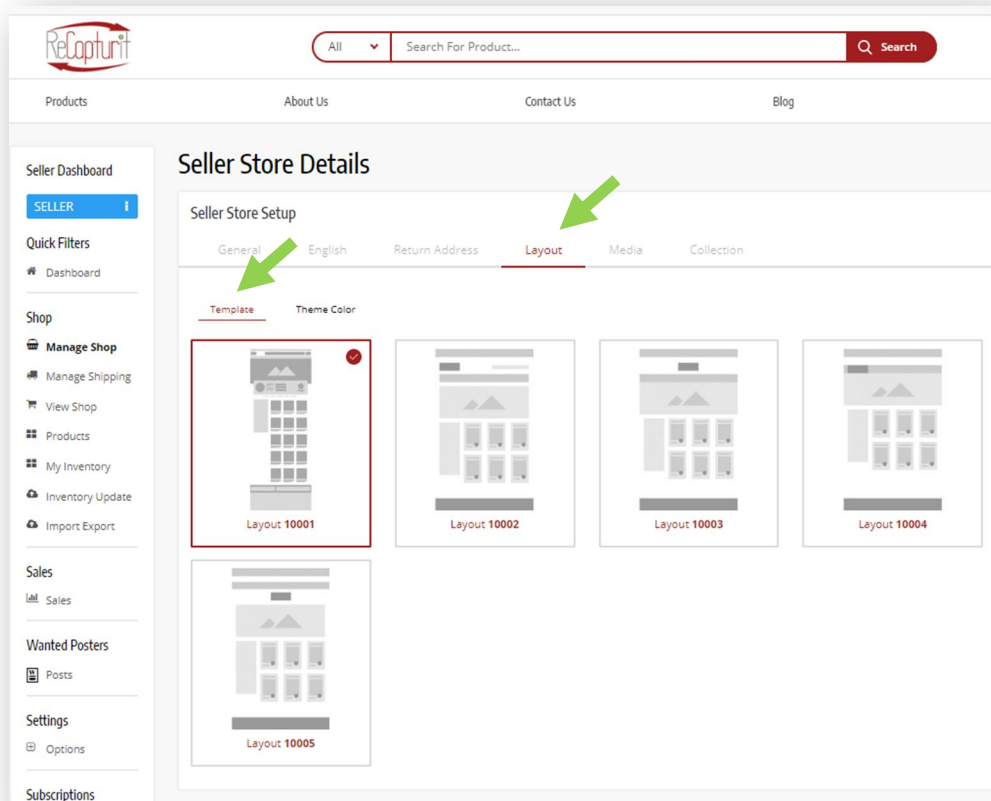 ReCapturit
All
Search For Product...
Search
Products
About Us
Contact Us
Blog
Seller Dashboard
SELLER
Quick Filters
Dashboard
Shop
Manage Shop
Manage Shipping
View Shop
Products
My Inventory
Inventory Update
Import Export
Sales
Sales
Wanted Posters
Posts
Settings
Options
Subscriptions
Seller Store Details
Seller Store Setup
General English Return Address Layout Media Collection
Template Theme Color
Layout 10001 Layout 10002 Layout 10003 Layout 10004
Layout 10005